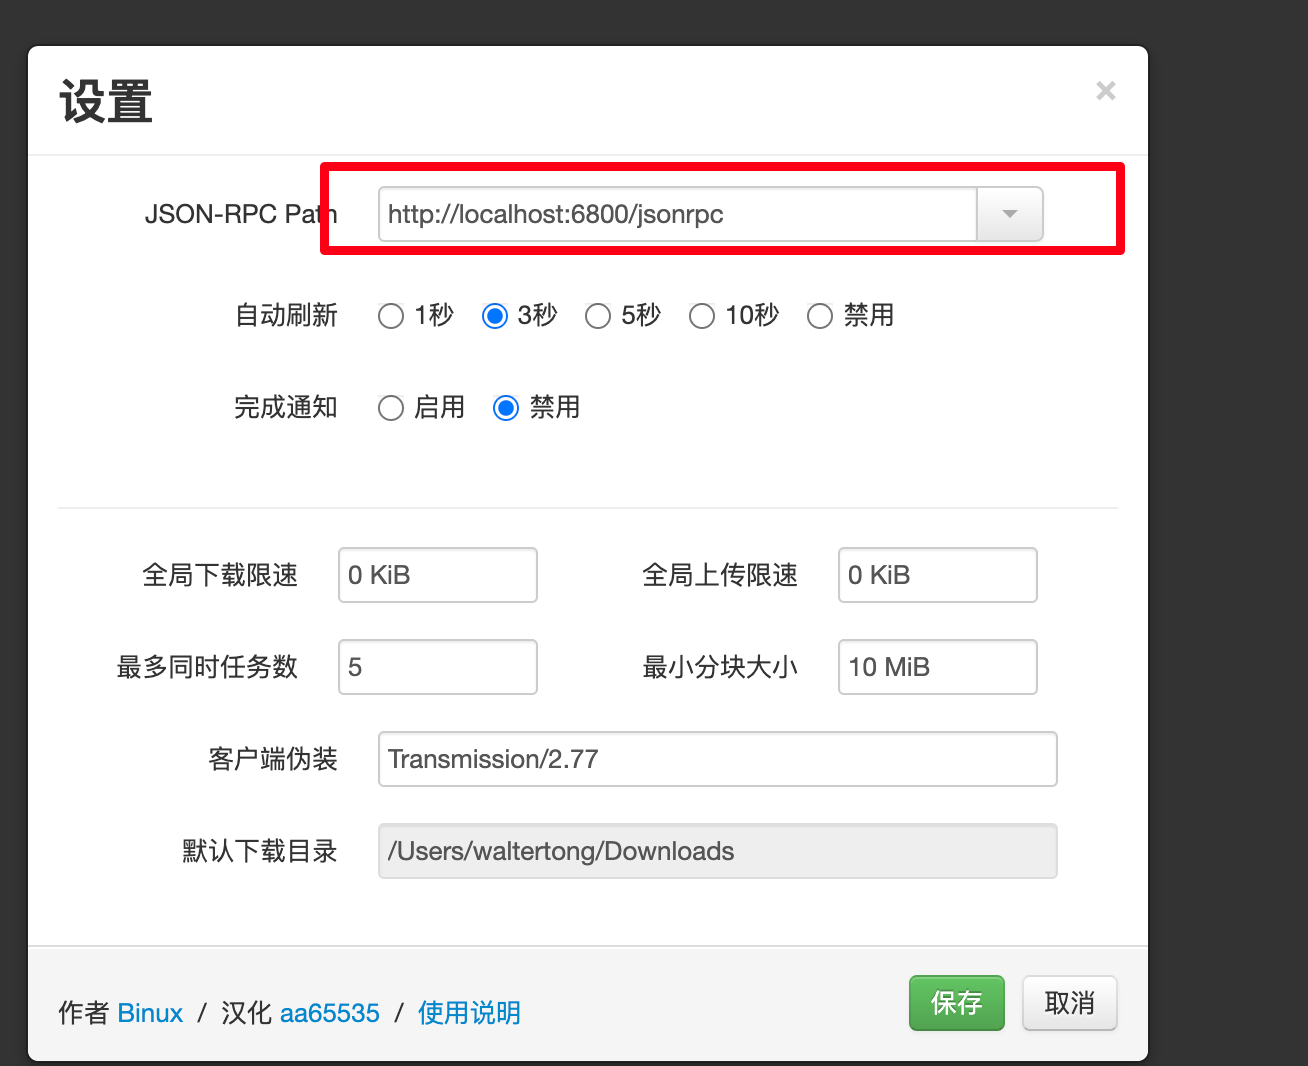 设置
×
JSON-RPC Path http://localhost:6800/jsonrpc
自动刷新 1秒 3秒 5秒 10秒 禁用
完成通知 启用 禁用
全局下载限速 0 KiB 全局上传限速 0 KiB
最多同时任务数 5 最小分块大小 10 MiB
客户端伪装 Transmission/2.77
默认下载目录 /Users/waltertong/Downloads
作者 Binux / 汉化 aa65535 / 使用说明 保存 取消